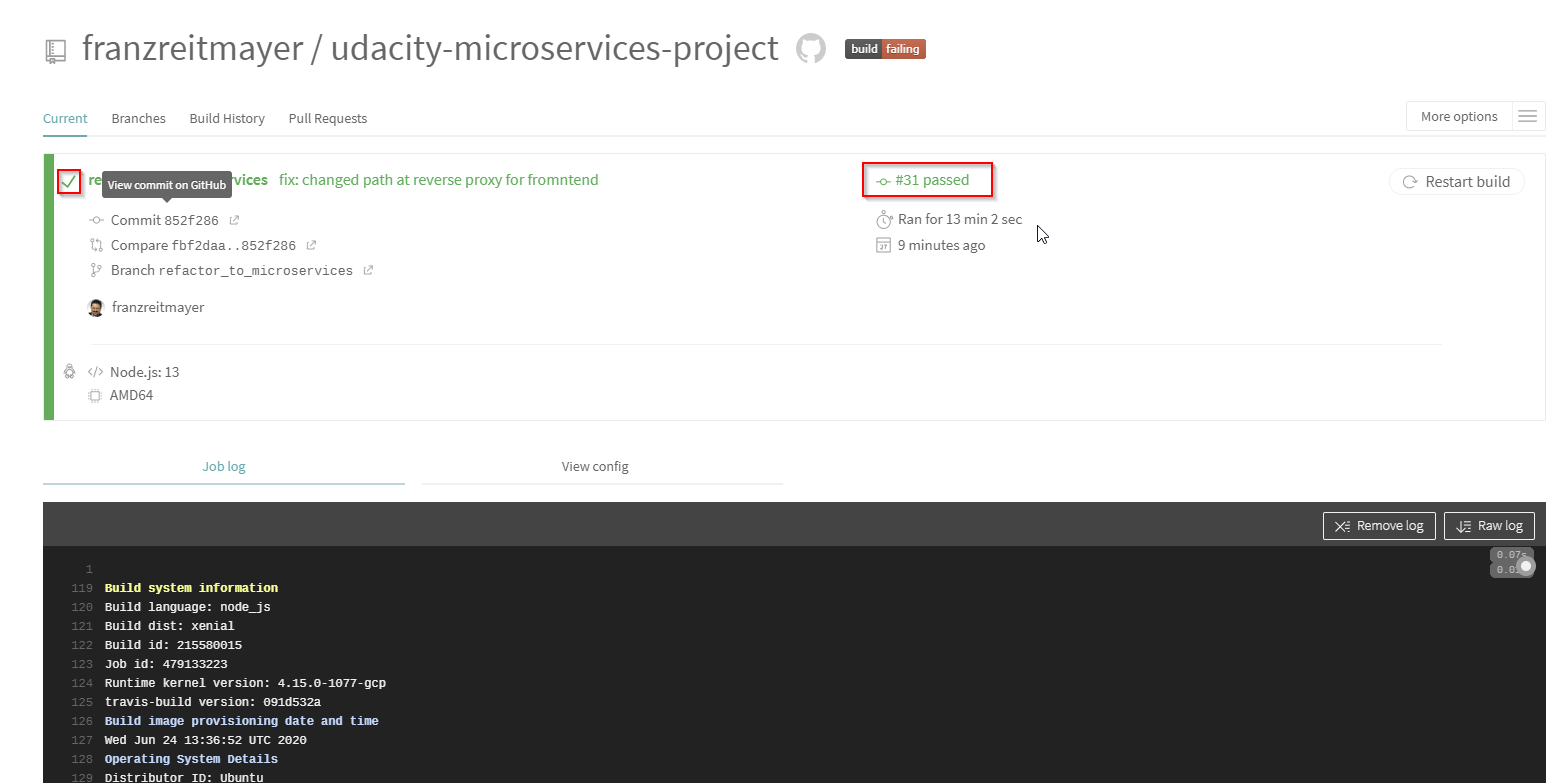 franzreitmayer / udacity-microservices-project build failing
Current Branches Build History Pull Requests More options
re vices fix: changed path at reverse proxy for fromntend #31 passed Restart build
View commit on GitHub
Commit 852f286 Ran for 13 min 2 sec
Compare fbf2daa..852f286 9 minutes ago
Branch refactor_to_microservices
franzreitmayer
Node.js: 13
AMD64
Job log View config
Remove log Raw log
1 0.07s
119 Build system information
120 Build language: node_js
121 Build dist: xenial
122 Build id: 215580015
123 Job id: 479133223
124 Runtime kernel version: 4.15.0-1077-gcp
125 travis-build version: 091d532a
126 Build image provisioning date and time
127 Wed Jun 24 13:36:52 UTC 2020
128 Operating System Details
129 Distributor ID: Ubuntu